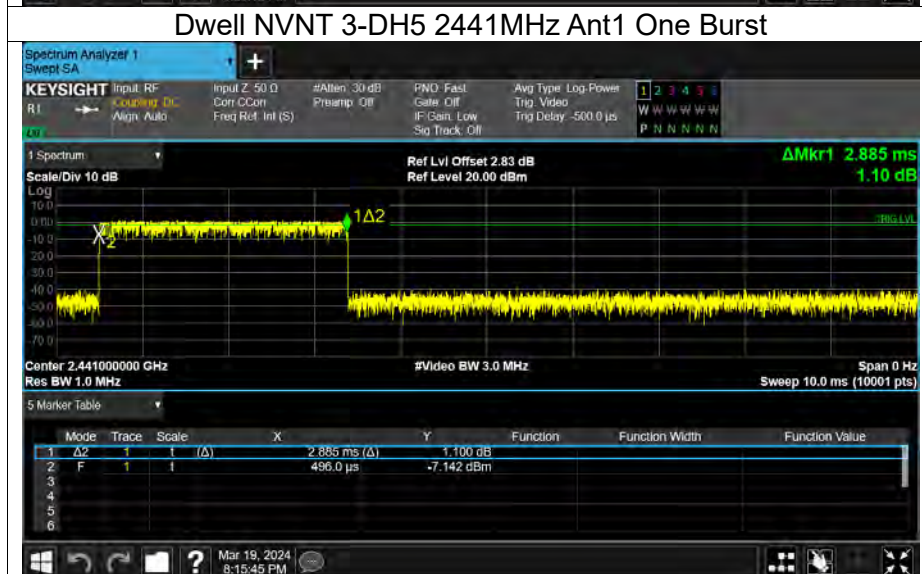 Dwell NVNT 3-DH5 2441MHz Ant1 One Burst
Spectrum Analyzer 1
Swept SA
+
KEYSIGHT Input: RF Input Z: 50 Ω #Atten: 30 dB PNO: Fast Avg Type: Log-Power 1 2 3 4 5 6
Coupling: DC Corr CCorr Preamp: Off Gate: Off Trig: Video W W W W W W
Align: Auto Freq Ref: Int (S) IF Gain: Low Trig Delay: -500.0 µs P N N N N N
Sig Track: Off
1 Spectrum
Ref Lvl Offset 2.83 dB ΔMkr1 2.885 ms
Scale/Div 10 dB Ref Level 20.00 dBm 1.10 dB
Log
10.0
0.00 1Δ2 TRIG LVL
-10.0 X2
-20.0
-30.0
-40.0
-50.0
-60.0
-70.0
Center 2.441000000 GHz #Video BW 3.0 MHz Span 0 Hz
Res BW 1.0 MHz Sweep 10.0 ms (10001 pts)
5 Marker Table
Mode Trace Scale X Y Function Function Width Function Value
1 Δ2 1 t (Δ) 2.885 ms (Δ) 1.100 dB
2 F 1 t 496.0 µs -7.142 dBm
3
4
5
6
? Mar 19, 2024
8:15:45 PM